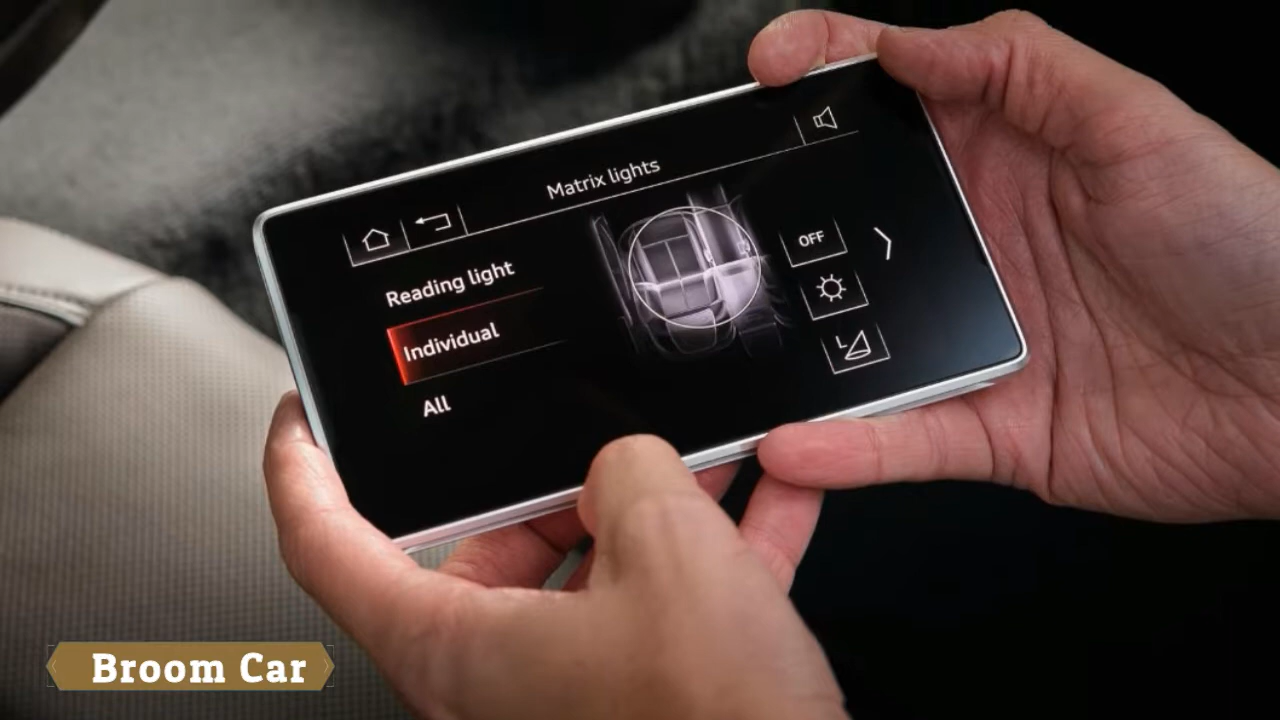 Matrix lights
Reading light
Individual
All
OFF
L
Broom Car